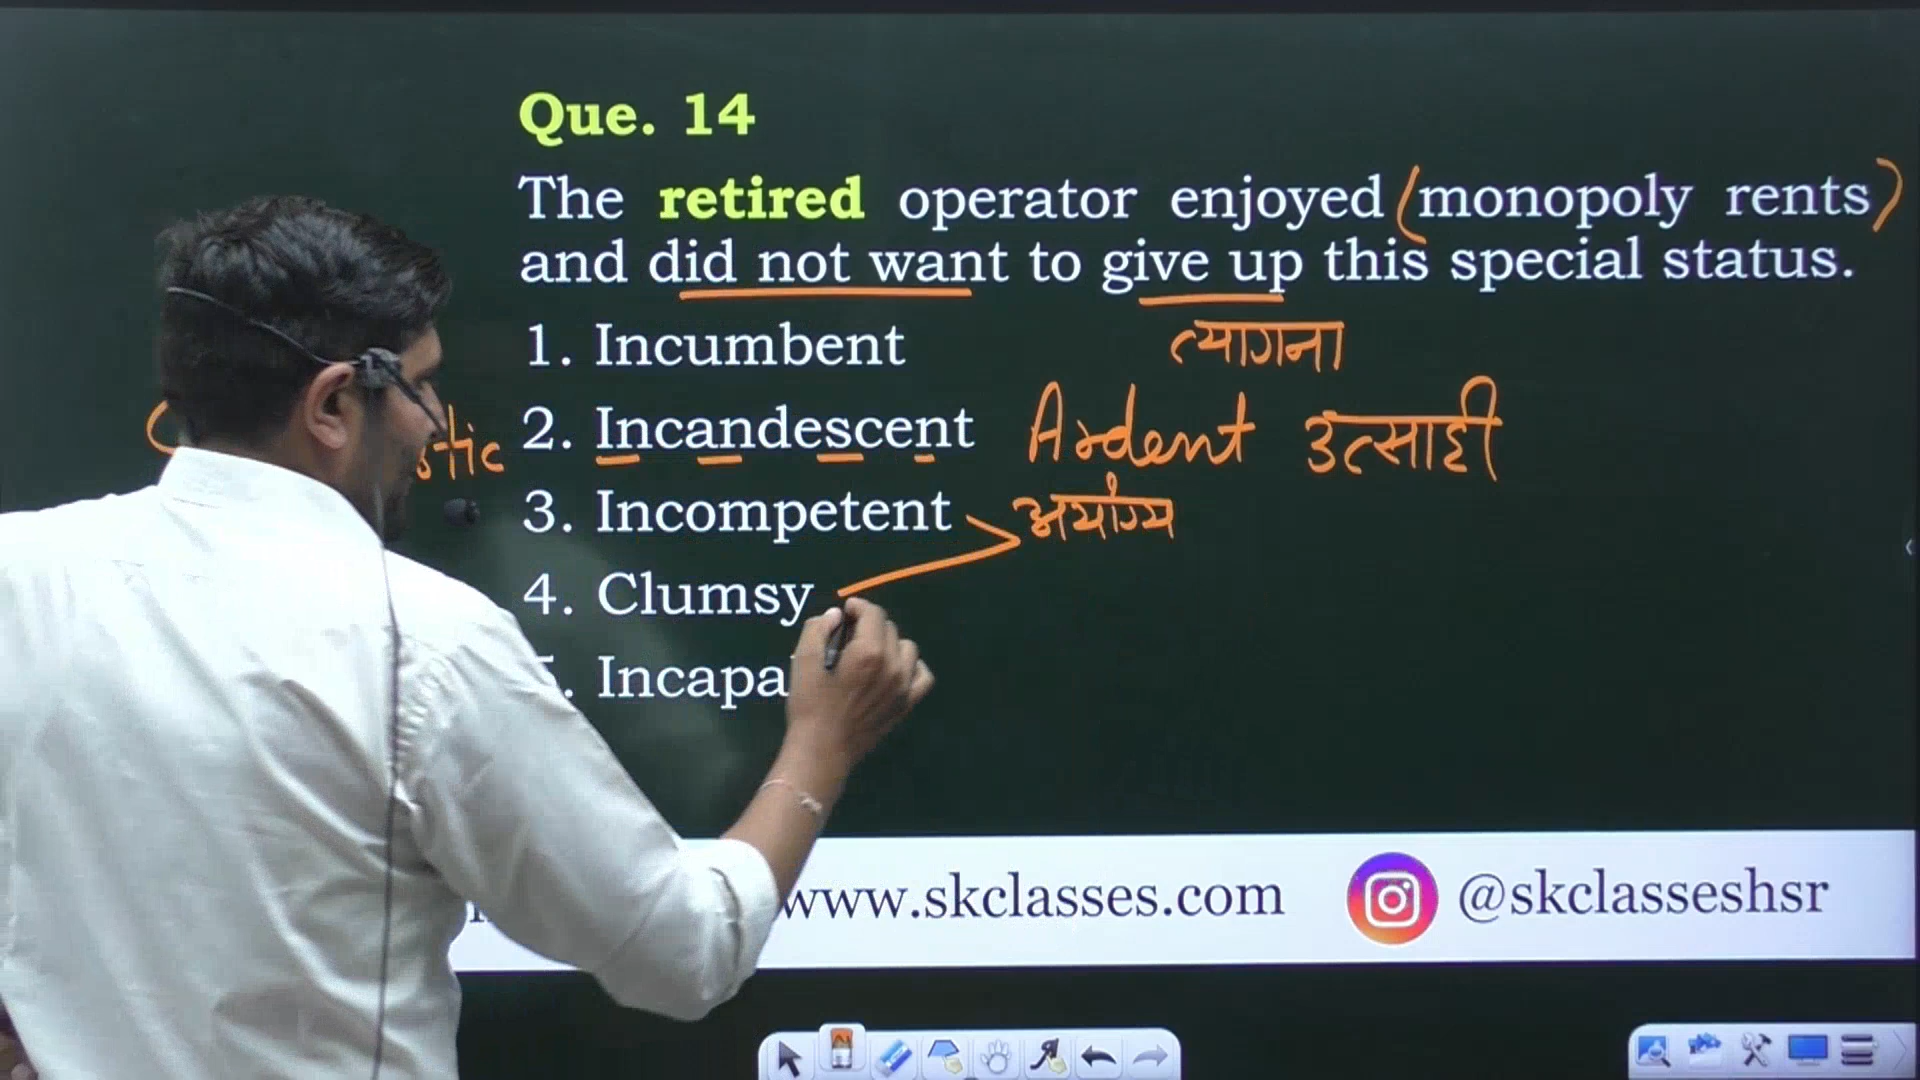 Que. 14
The retired operator enjoyed (monopoly rents)
and did not want to give up this special status.
1. Incumbent त्यागना
2. Incandescent Ardent उत्साही
3. Incompetent अयोग्य
4. Clumsy
www.skclasses.com @skclasseshsr